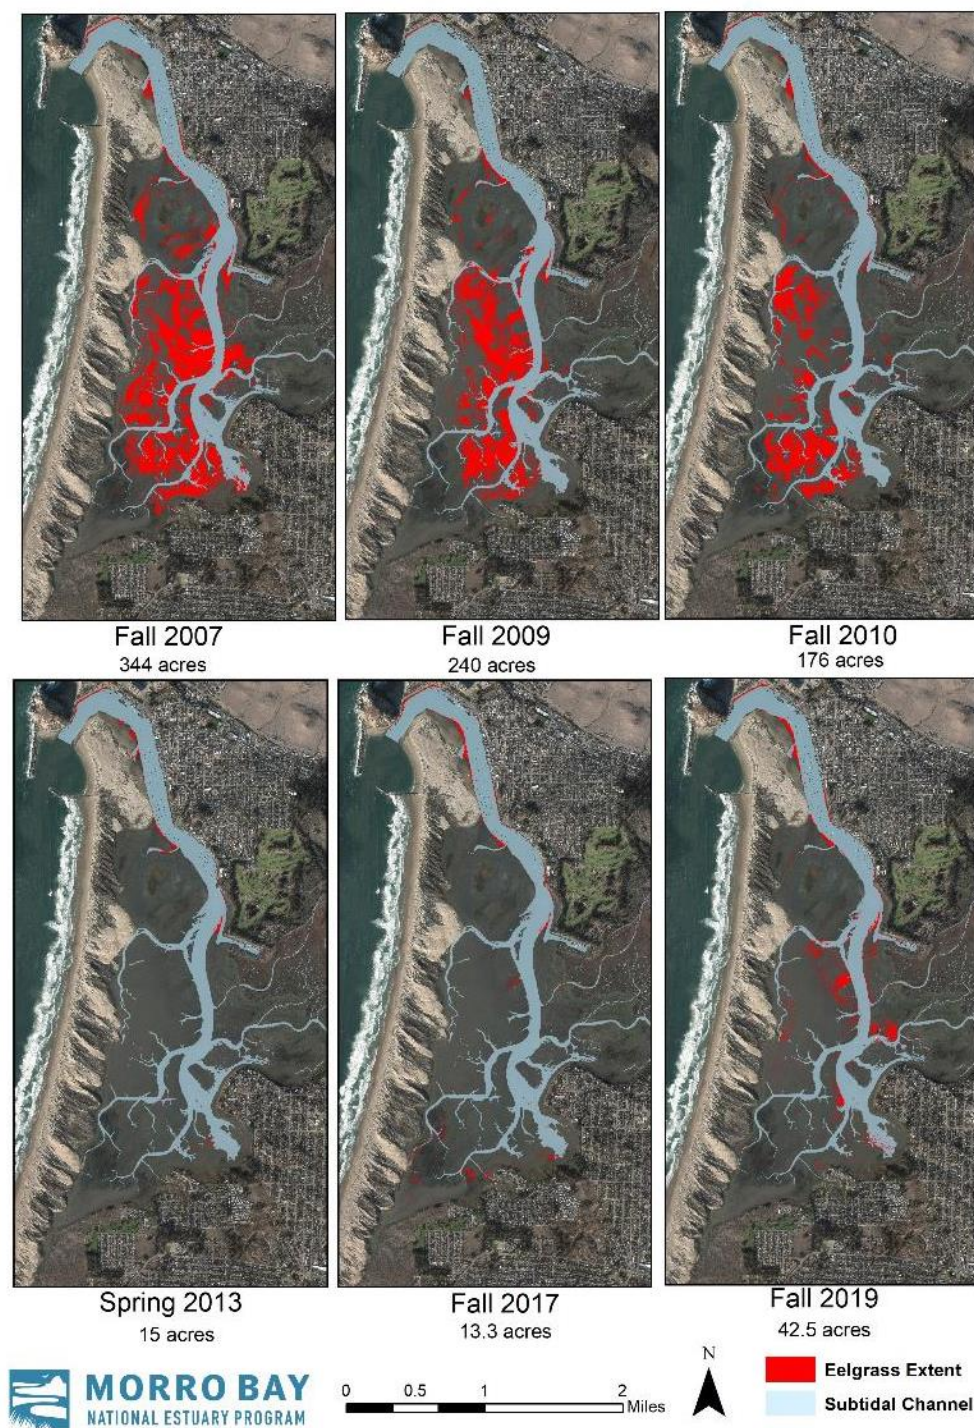 Fall 2007
344 acres
Fall 2009
240 acres
Fall 2010
176 acres
Spring 2013
15 acres
Fall 2017
13.3 acres
Fall 2019
42.5 acres
MORRO BAY
NATIONAL ESTUARY PROGRAM
0 0.5 1 2
Miles
N
Eelgrass Extent
Subtidal Channel